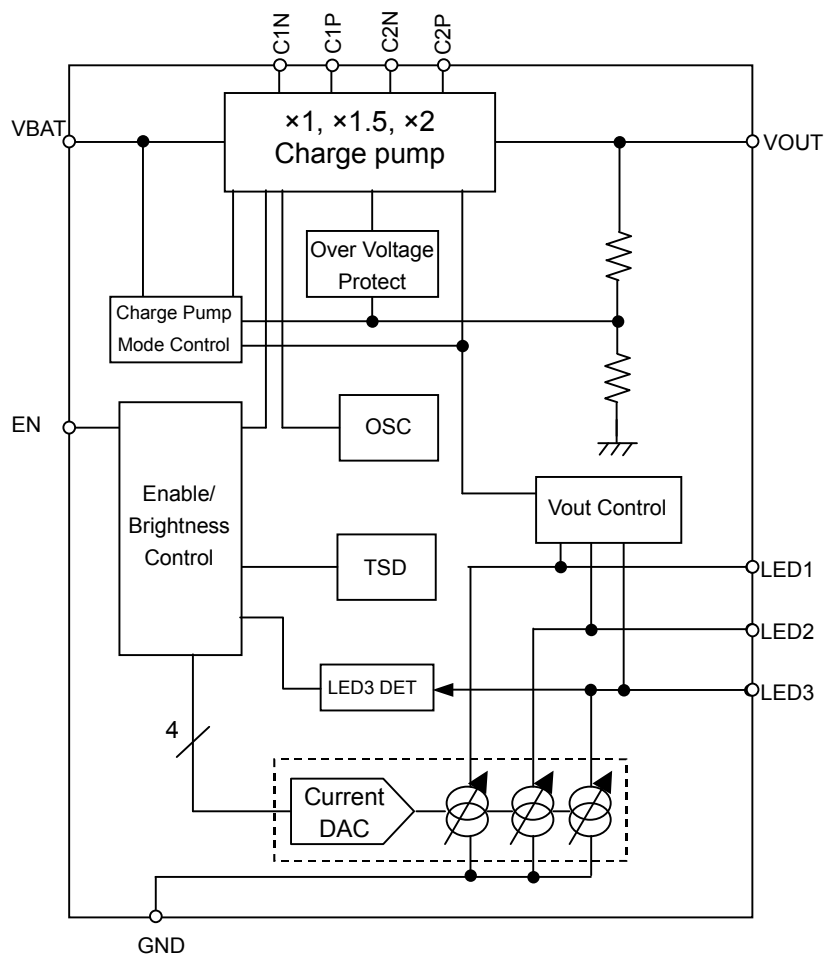 C1N
C1P
C2N
C2P
VBAT
×1, ×1.5, ×2
Charge pump
VOUT
Over Voltage
Protect
Charge Pump
Mode Control
EN
OSC
Enable/
Brightness
Control
Vout Control
TSD
LED1
LED2
LED3 DET
LED3
4
Current
DAC
GND